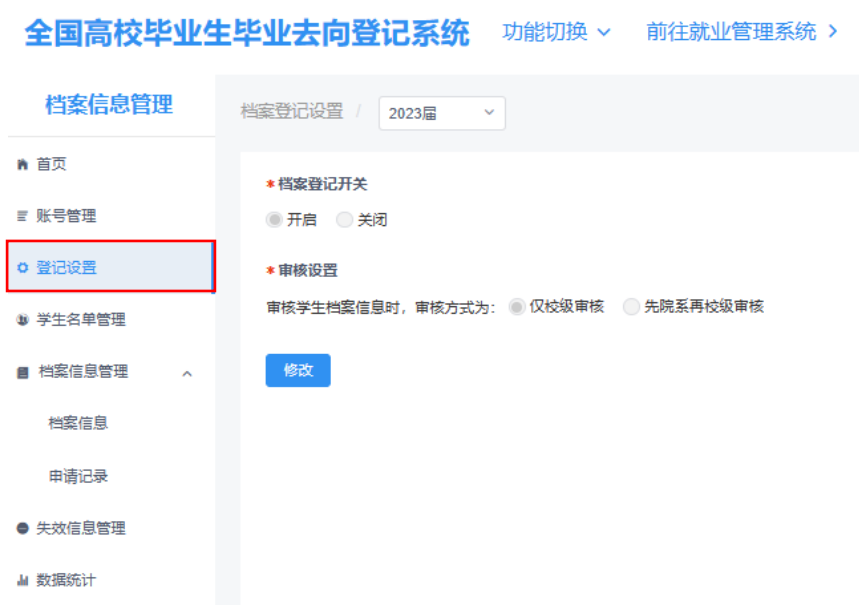 全国高校毕业生毕业去向登记系统 功能切换 前往就业管理系统
档案信息管理
档案登记设置 / 2023届
首页
账号管理
登记设置
学生名单管理
档案信息管理
档案信息
申请记录
失效信息管理
数据统计
*档案登记开关
开启 关闭
*审核设置
审核学生档案信息时，审核方式为： 仅校级审核 先院系再校级审核
修改